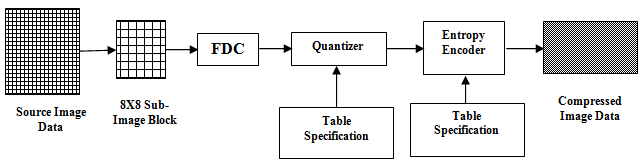 FDC
Quantizer
Entropy
Encoder
Source Image
Data
8X8 Sub-
Image Block
Table
Specification
Table
Specification
Compressed
Image Data